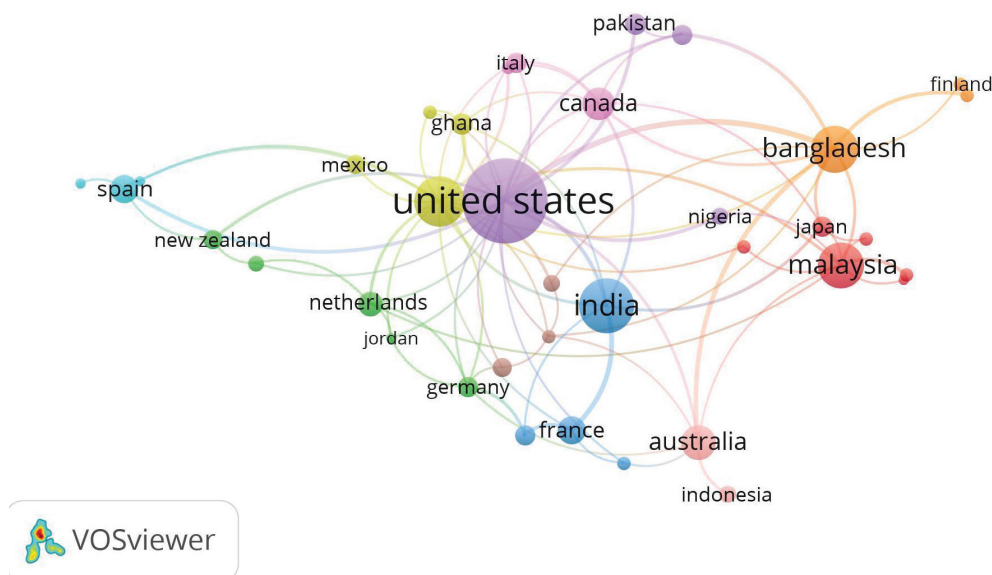 pakistan
italy
finland
canada
ghana
bangladesh
mexico
spain
united states
nigeria
japan
new zealand
malaysia
netherlands
india
jordan
germany
france
australia
indonesia
VOSviewer